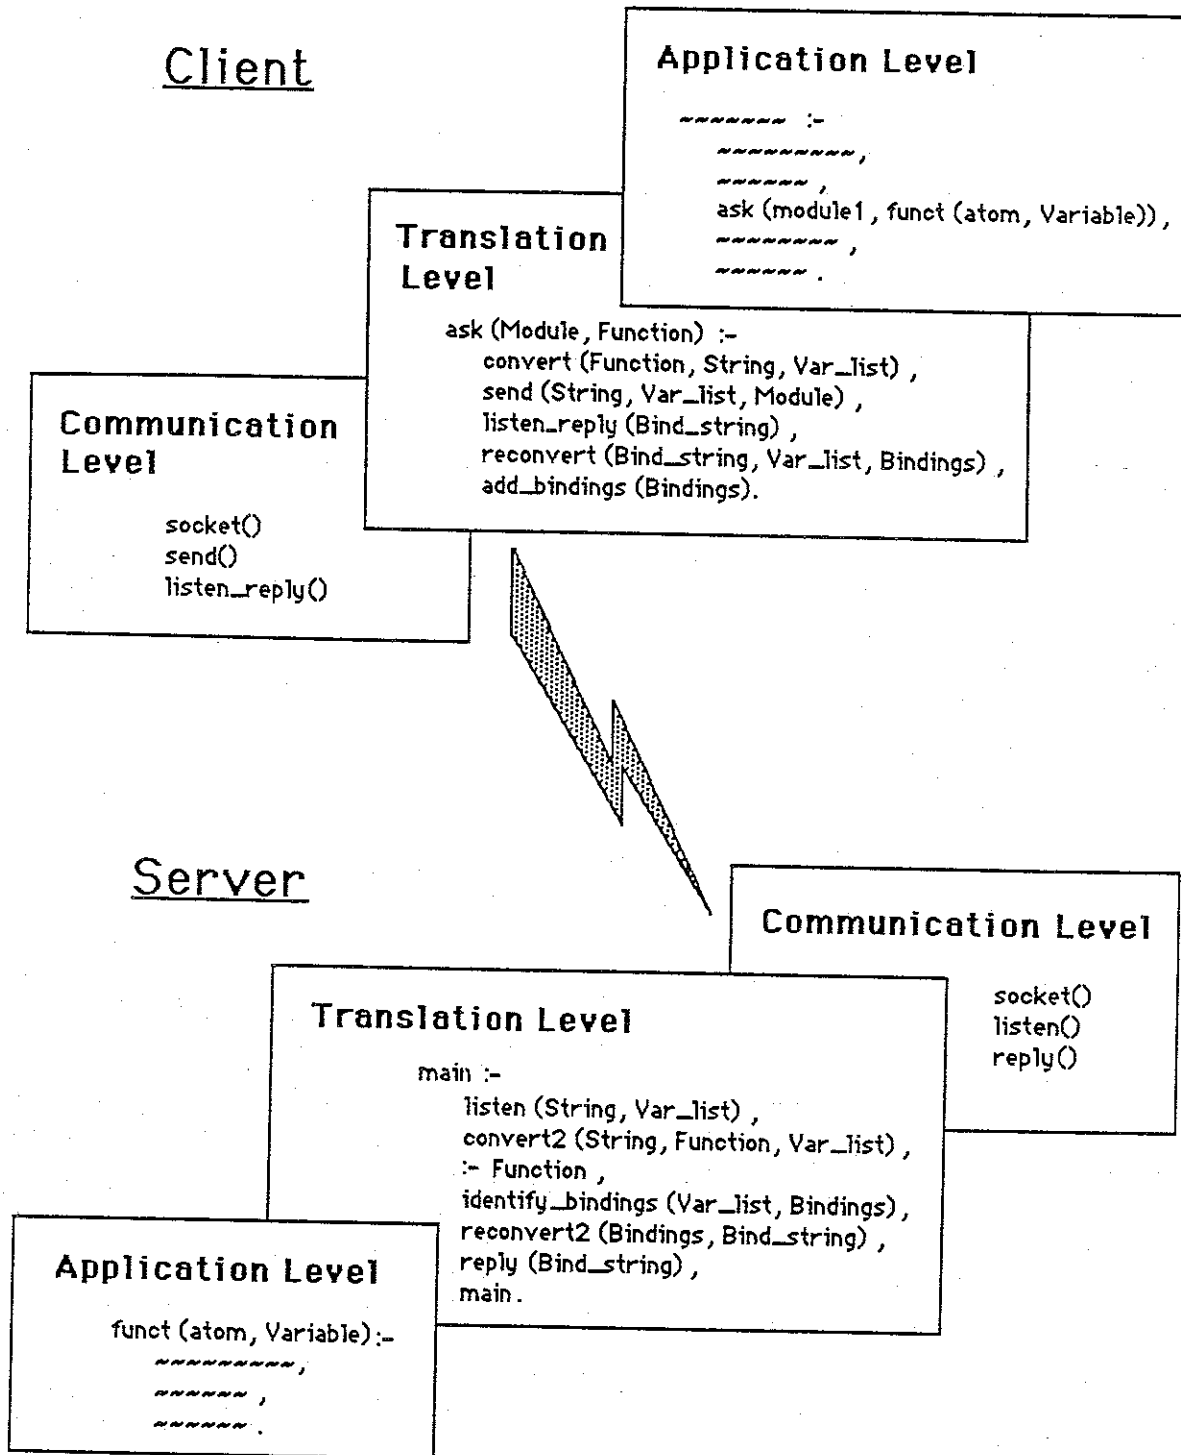 Client
Application Level
~~~~~~~ :-
~~~~~~~~~,
~~~~~~ ,
ask (module1, funct (atom, Variable)),
~~~~~~~~ ,
~~~~~~ .
Translation
Level
ask (Module, Function) :-
convert (Function, String, Var_list) ,
send (String, Var_list, Module) ,
listen_reply (Bind_string) ,
reconvert (Bind_string, Var_list, Bindings) ,
add_bindings (Bindings).
Communication
Level
socket()
send()
listen_reply()
Server
Communication Level
socket()
listen()
reply()
Translation Level
main :-
listen (String, Var_list) ,
convert2 (String, Function, Var_list) ,
:- Function ,
identify_bindings (Var_list, Bindings),
reconvert2 (Bindings, Bind_string) ,
reply (Bind_string) ,
main.
Application Level
funct (atom, Variable):-
~~~~~~~~~,
~~~~~~ ,
~~~~~~ .